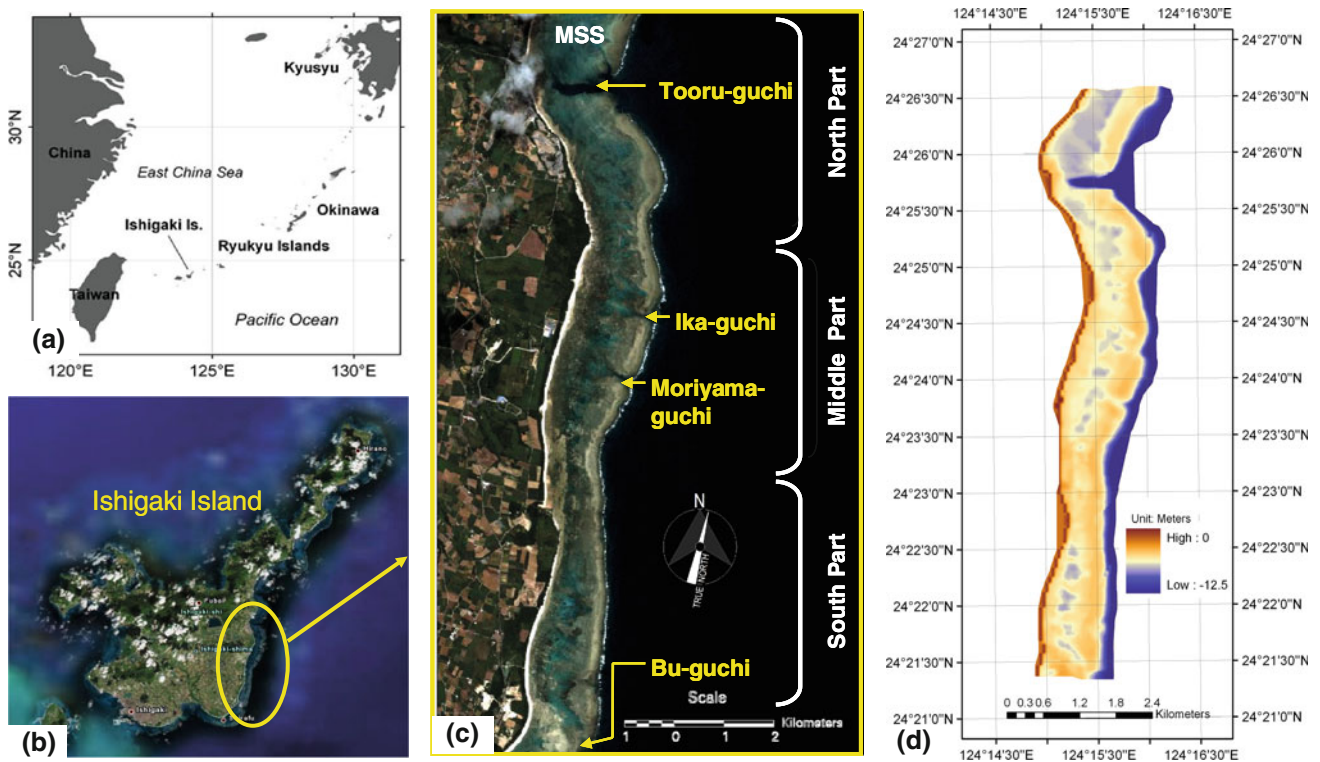 Kyusyu
30°N
China
East China Sea
Okinawa
Ishigaki Is.
Ryukyu Islands
25°N
Taiwan
Pacific Ocean
(a)
120°E 125°E 130°E
Hirano
Ishigaki Island
Ishigaki-shi
Ishigaki-shima
Ishigaki
(b)
MSS
Tooru-guchi
North Part
Ika-guchi
Moriyama-
guchi
Middle Part
N
TRUE NORTH
South Part
Bu-guchi
Scale
Kilometers
1 0 1 2
(c)
124°14'30"E 124°15'30"E 124°16'30"E
24°27'0"N 24°27'0"N
24°26'30"N 24°26'30"N
24°26'0"N 24°26'0"N
24°25'30"N 24°25'30"N
24°25'0"N 24°25'0"N
24°24'30"N 24°24'30"N
24°24'0"N 24°24'0"N
24°23'30"N 24°23'30"N
24°23'0"N 24°23'0"N
Unit: Meters
High : 0
24°22'30"N 24°22'30"N
Low : -12.5
24°22'0"N 24°22'0"N
24°21'30"N 24°21'30"N
0 0.30.6 1.2 1.8 2.4
Kilometers
24°21'0"N 24°21'0"N
(d)
124°14'30"E 124°15'30"E 124°16'30"E